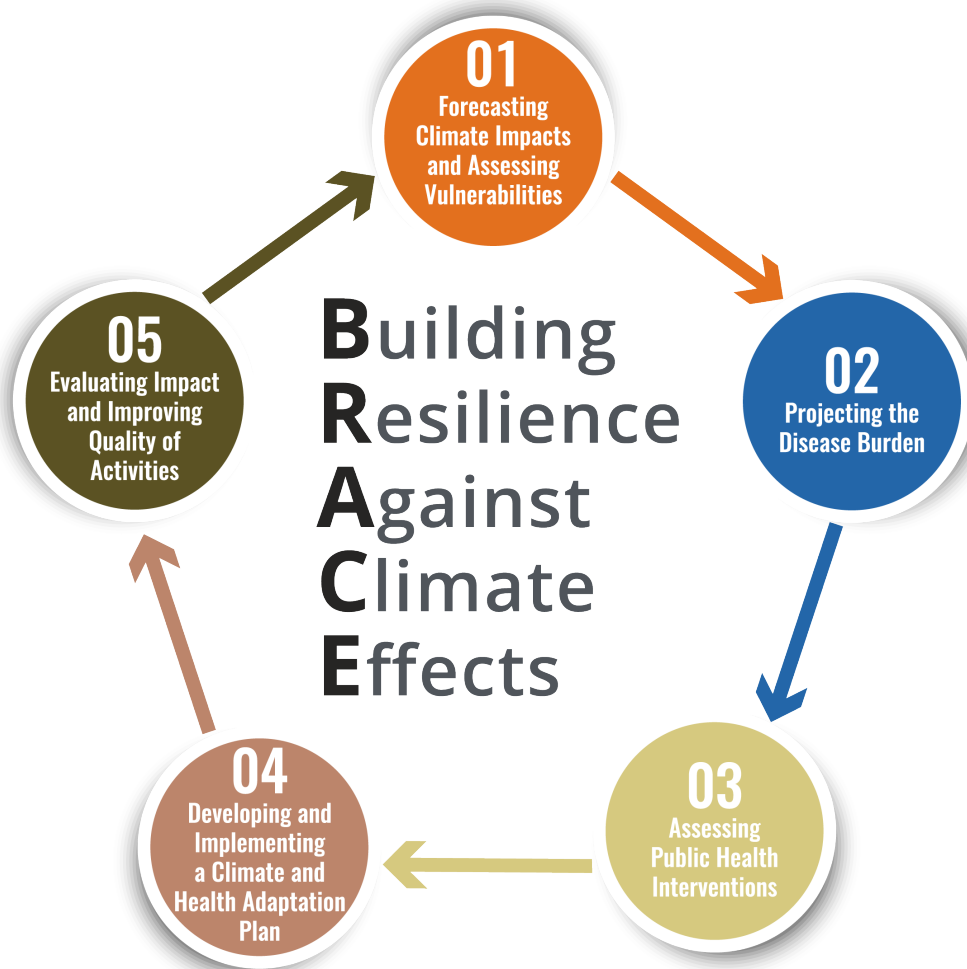 01
Forecasting
Climate Impacts
and Assessing
Vulnerabilities
02
Projecting the
Disease Burden
03
Assessing
Public Health
Interventions
04
Developing and
Implementing
a Climate and
Health Adaptation
Plan
05
Evaluating Impact
and Improving
Quality of
Activities
Building
Resilience
Against
Climate
Effects